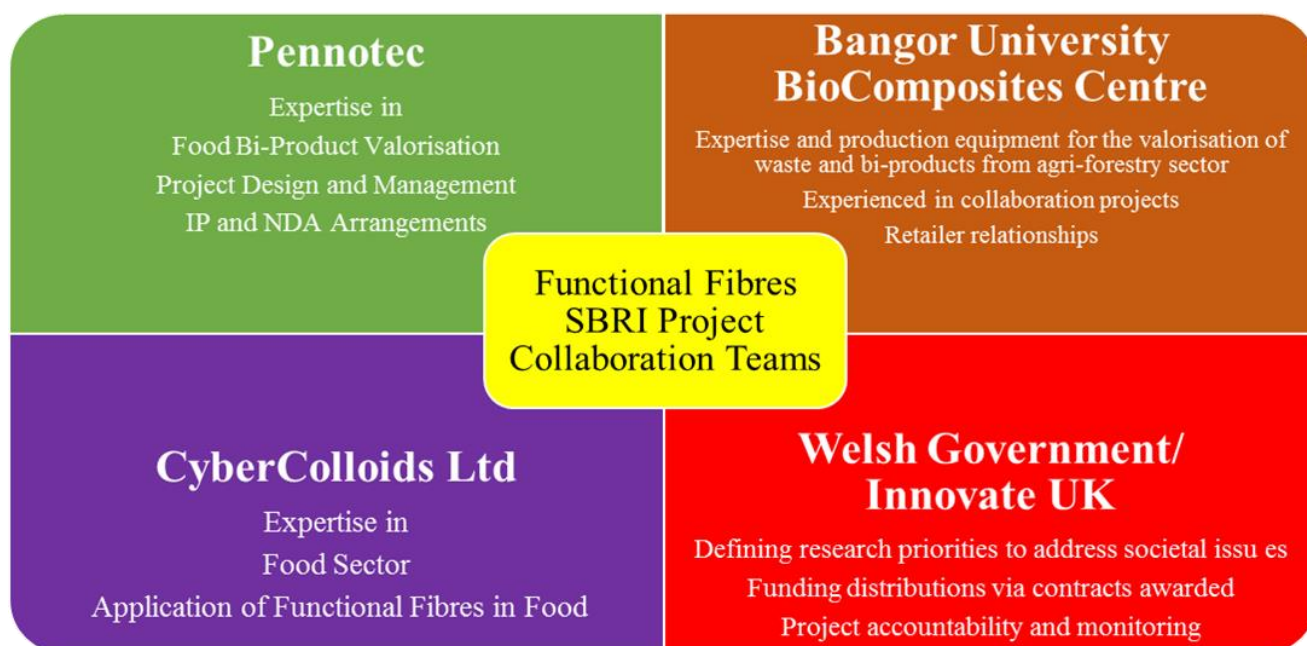 Pennotec
Expertise in
Food Bi-Product Valorisation
Project Design and Management
IP and NDA Arrangements
Bangor University
BioComposites Centre
Expertise and production equipment for the valorisation of
waste and bi-products from agri-forestry sector
Experienced in collaboration projects
Retailer relationships
Functional Fibres
SBRI Project
Collaboration Teams
CyberColloids Ltd
Expertise in
Food Sector
Application of Functional Fibres in Food
Welsh Government/
Innovate UK
Defining research priorities to address societal issu es
Funding distributions via contracts awarded
Project accountability and monitoring